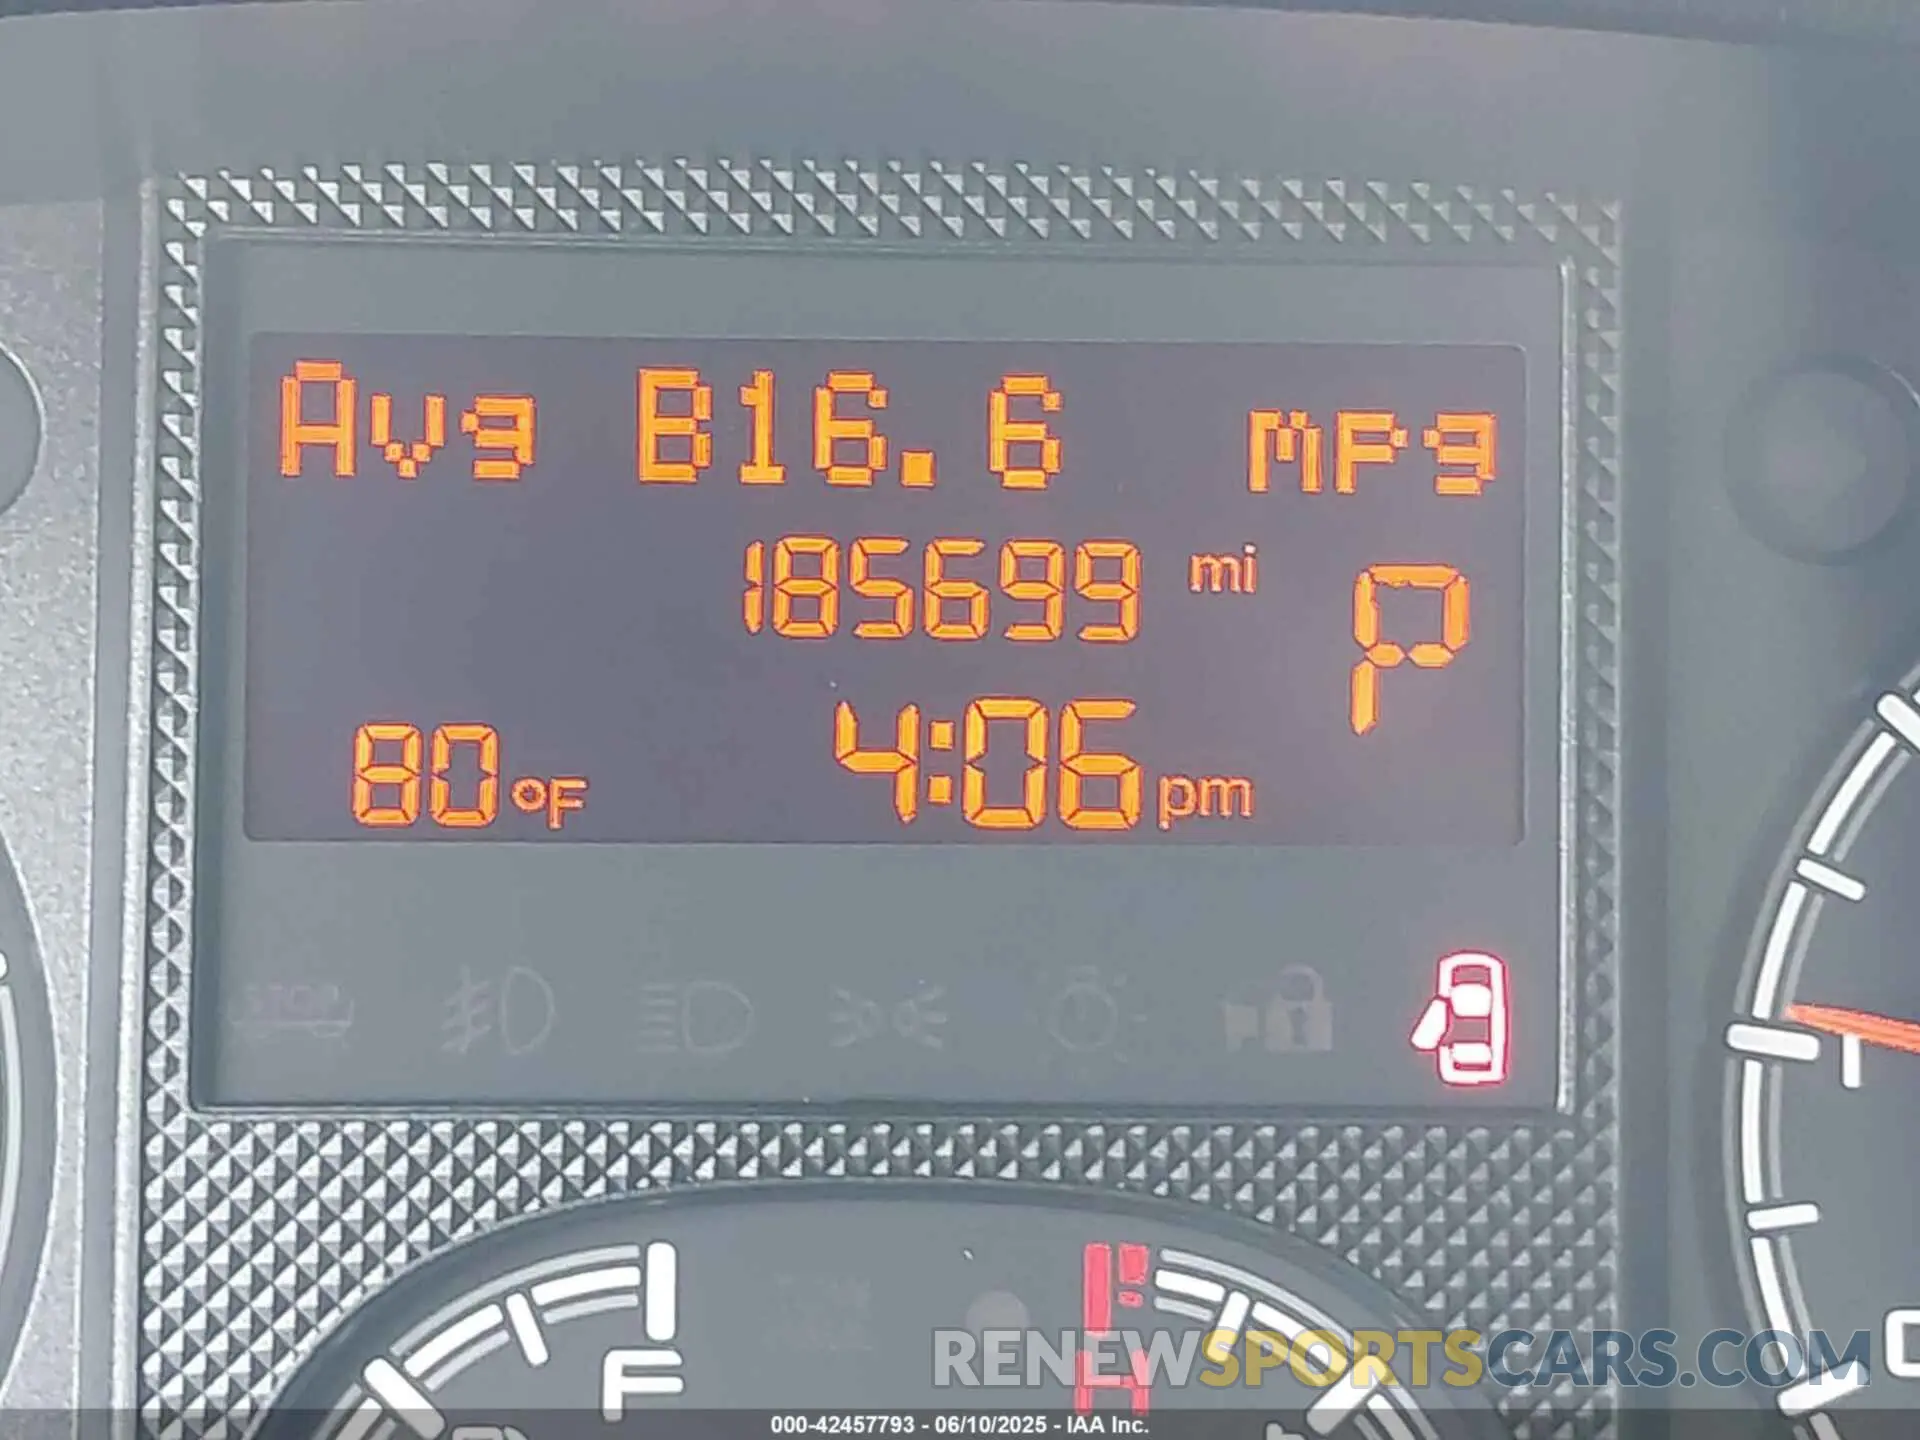 Avg B16.6 mpg
185699 mi
P
80°F 4:06 pm
STOP
F H
RENEWSPORTSCARS.COM
000-42457793 - 06/10/2025 - IAA Inc.